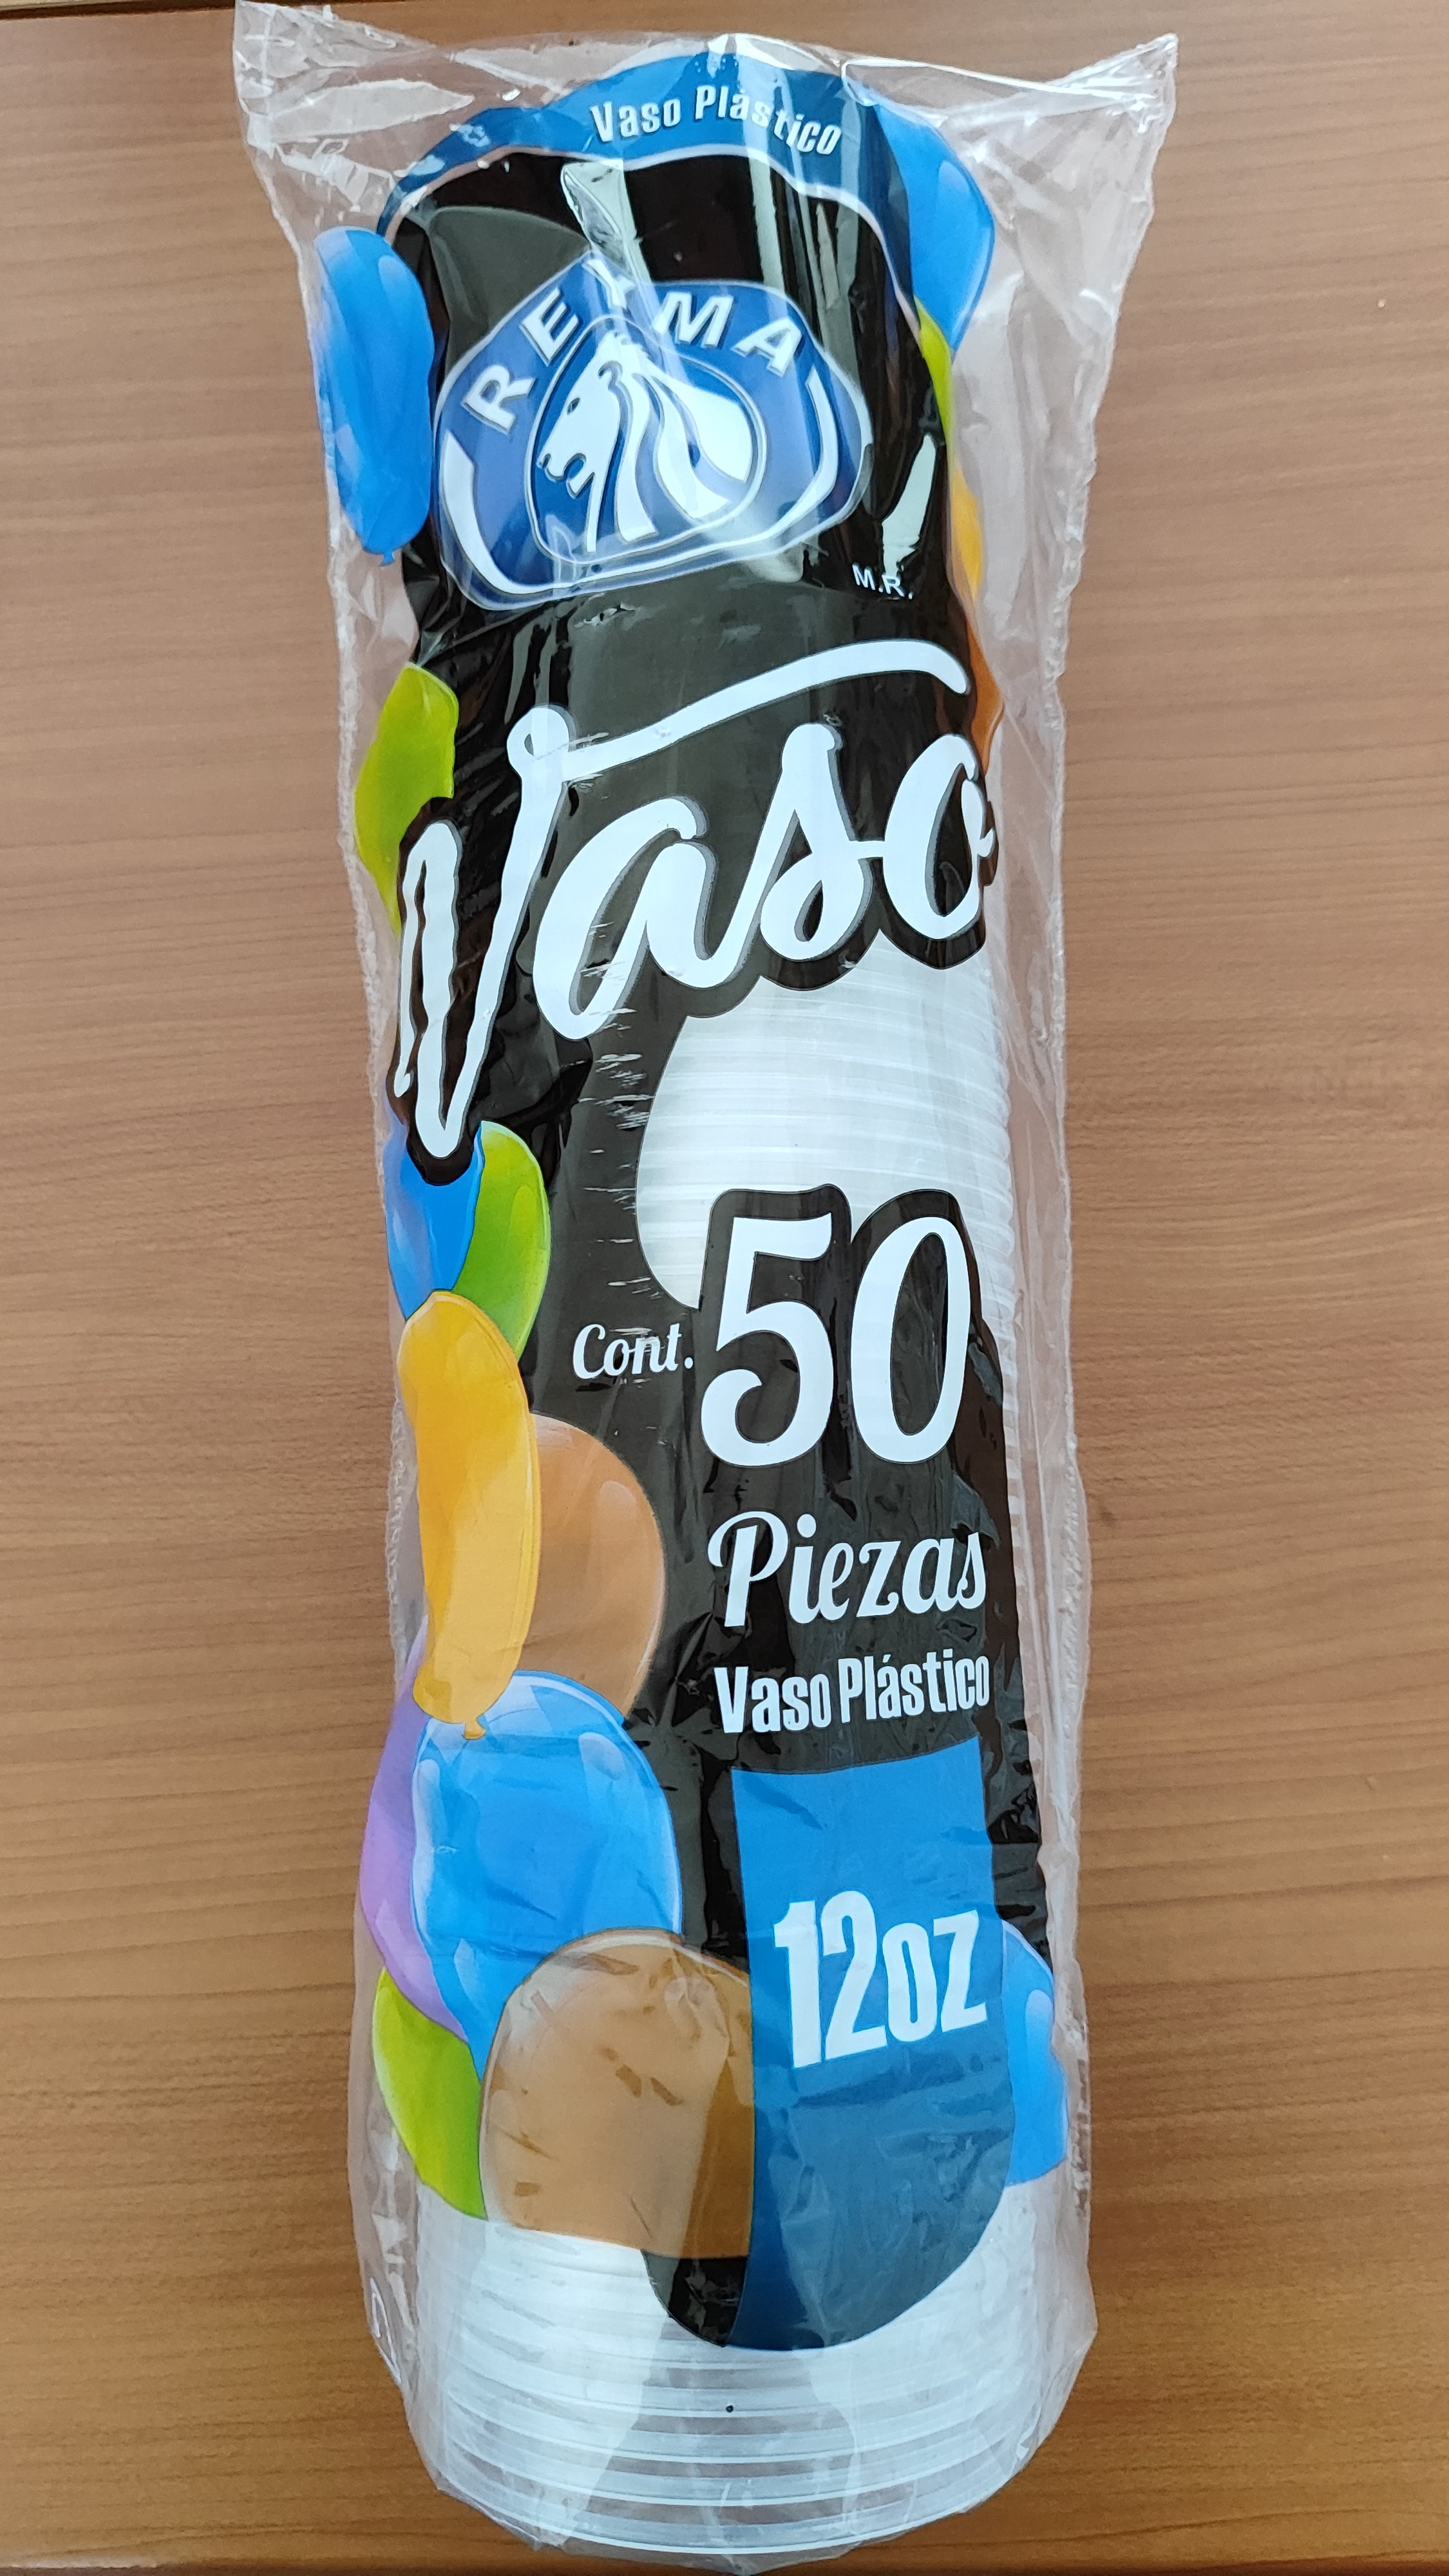 Vaso Plástico
REYMA
M.R.
Vaso
Cont. 50
Piezas
Vaso Plástico
12oz